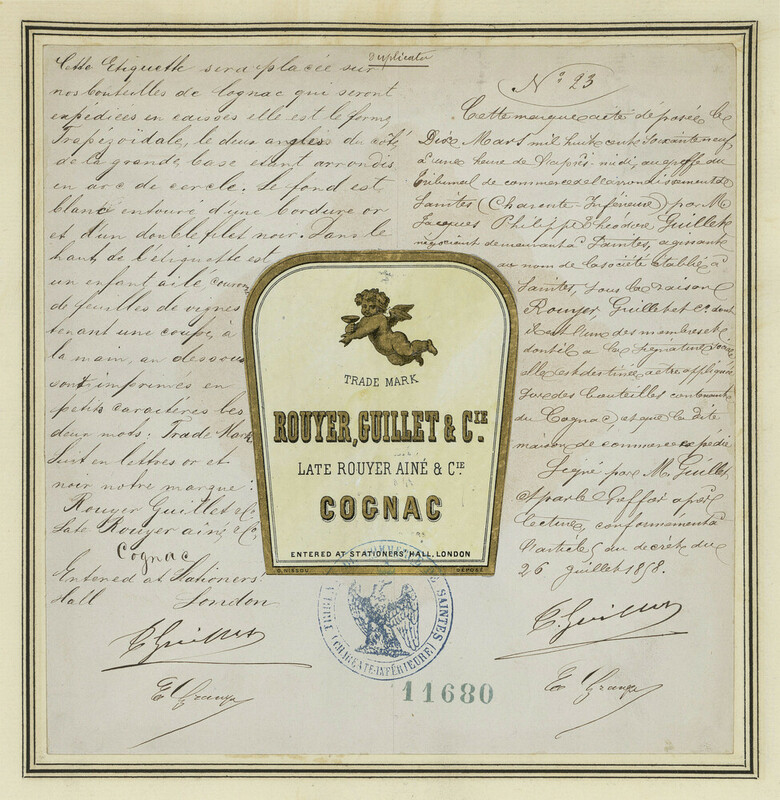 Duplicata
Cette Etiquette sera placée sur
nos bouteilles de Cognac qui seront
expédiées en caisses elle est de forme
Trapézoïdale, les deux angles du côté
de la grande base étant arrondis
en arc de cercle. Le fond est
blanc entouré d'une bordure or
et d'un double filet noir. Dans le
haut de l'étiquette est
un enfant ailé couronné
de feuilles de vignes
tenant une coupe, à
la main, au dessous
sont imprimés en
petits caractères les
deux mots: Trade Mark
Suit en lettres or et
noir notre marque:
Rouyer Guillet & Cie
Late Rouyer ainé & Cie
Cognac
Entered at Stationers'
Hall London
E. Guillet
N° 23
Cette marque a été déposée le
Dix Mars mil huit cent soixante neuf,
à une heure de l'après-midi, au greffe du
Tribunal de commerce de l'arrondissement de
Saintes (Charente-Inférieure) par M.
Jacques Philippe Théodore Guillet
négociant demeurant à Saintes, agissant
au nom de la société établie à
Saintes sous la raison
Rouyer Guillet et Cie dont
il est l'un des membres et
dont il a la signature sociale
Elle est destinée à être appliquée
sur des bouteilles contenant
du Cognac, et que la dite
maison de commerce expédie
Signé par M. Guillet
et par le Greffier après
lecture, conformément à
l'article 5 du décret du
26 Juillet 1858.
E. Guillet
TRADE MARK
ROUYER, GUILLET & CIE.
LATE ROUYER AINÉ & CIE
COGNAC
ENTERED AT STATIONERS, HALL, LONDON
DÉPOSÉ
TRIBUNAL DE COMMERCE DE SAINTES
(CHARENTE-INFÉRIEURE)
11680